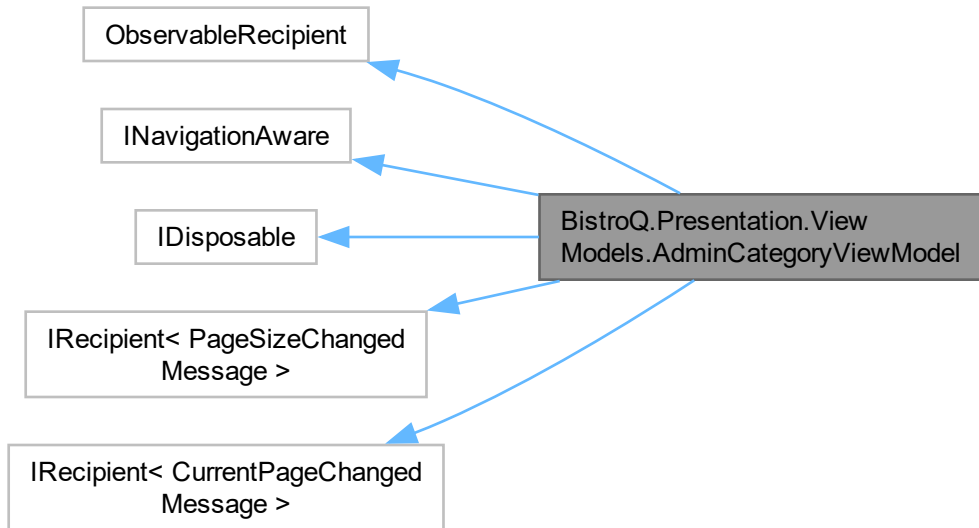 ObservableRecipient
INavigationAware
IDisposable
BistroQ.Presentation.View
Models.AdminCategoryViewModel
IRecipient< PageSizeChanged
Message >
IRecipient< CurrentPageChanged
Message >